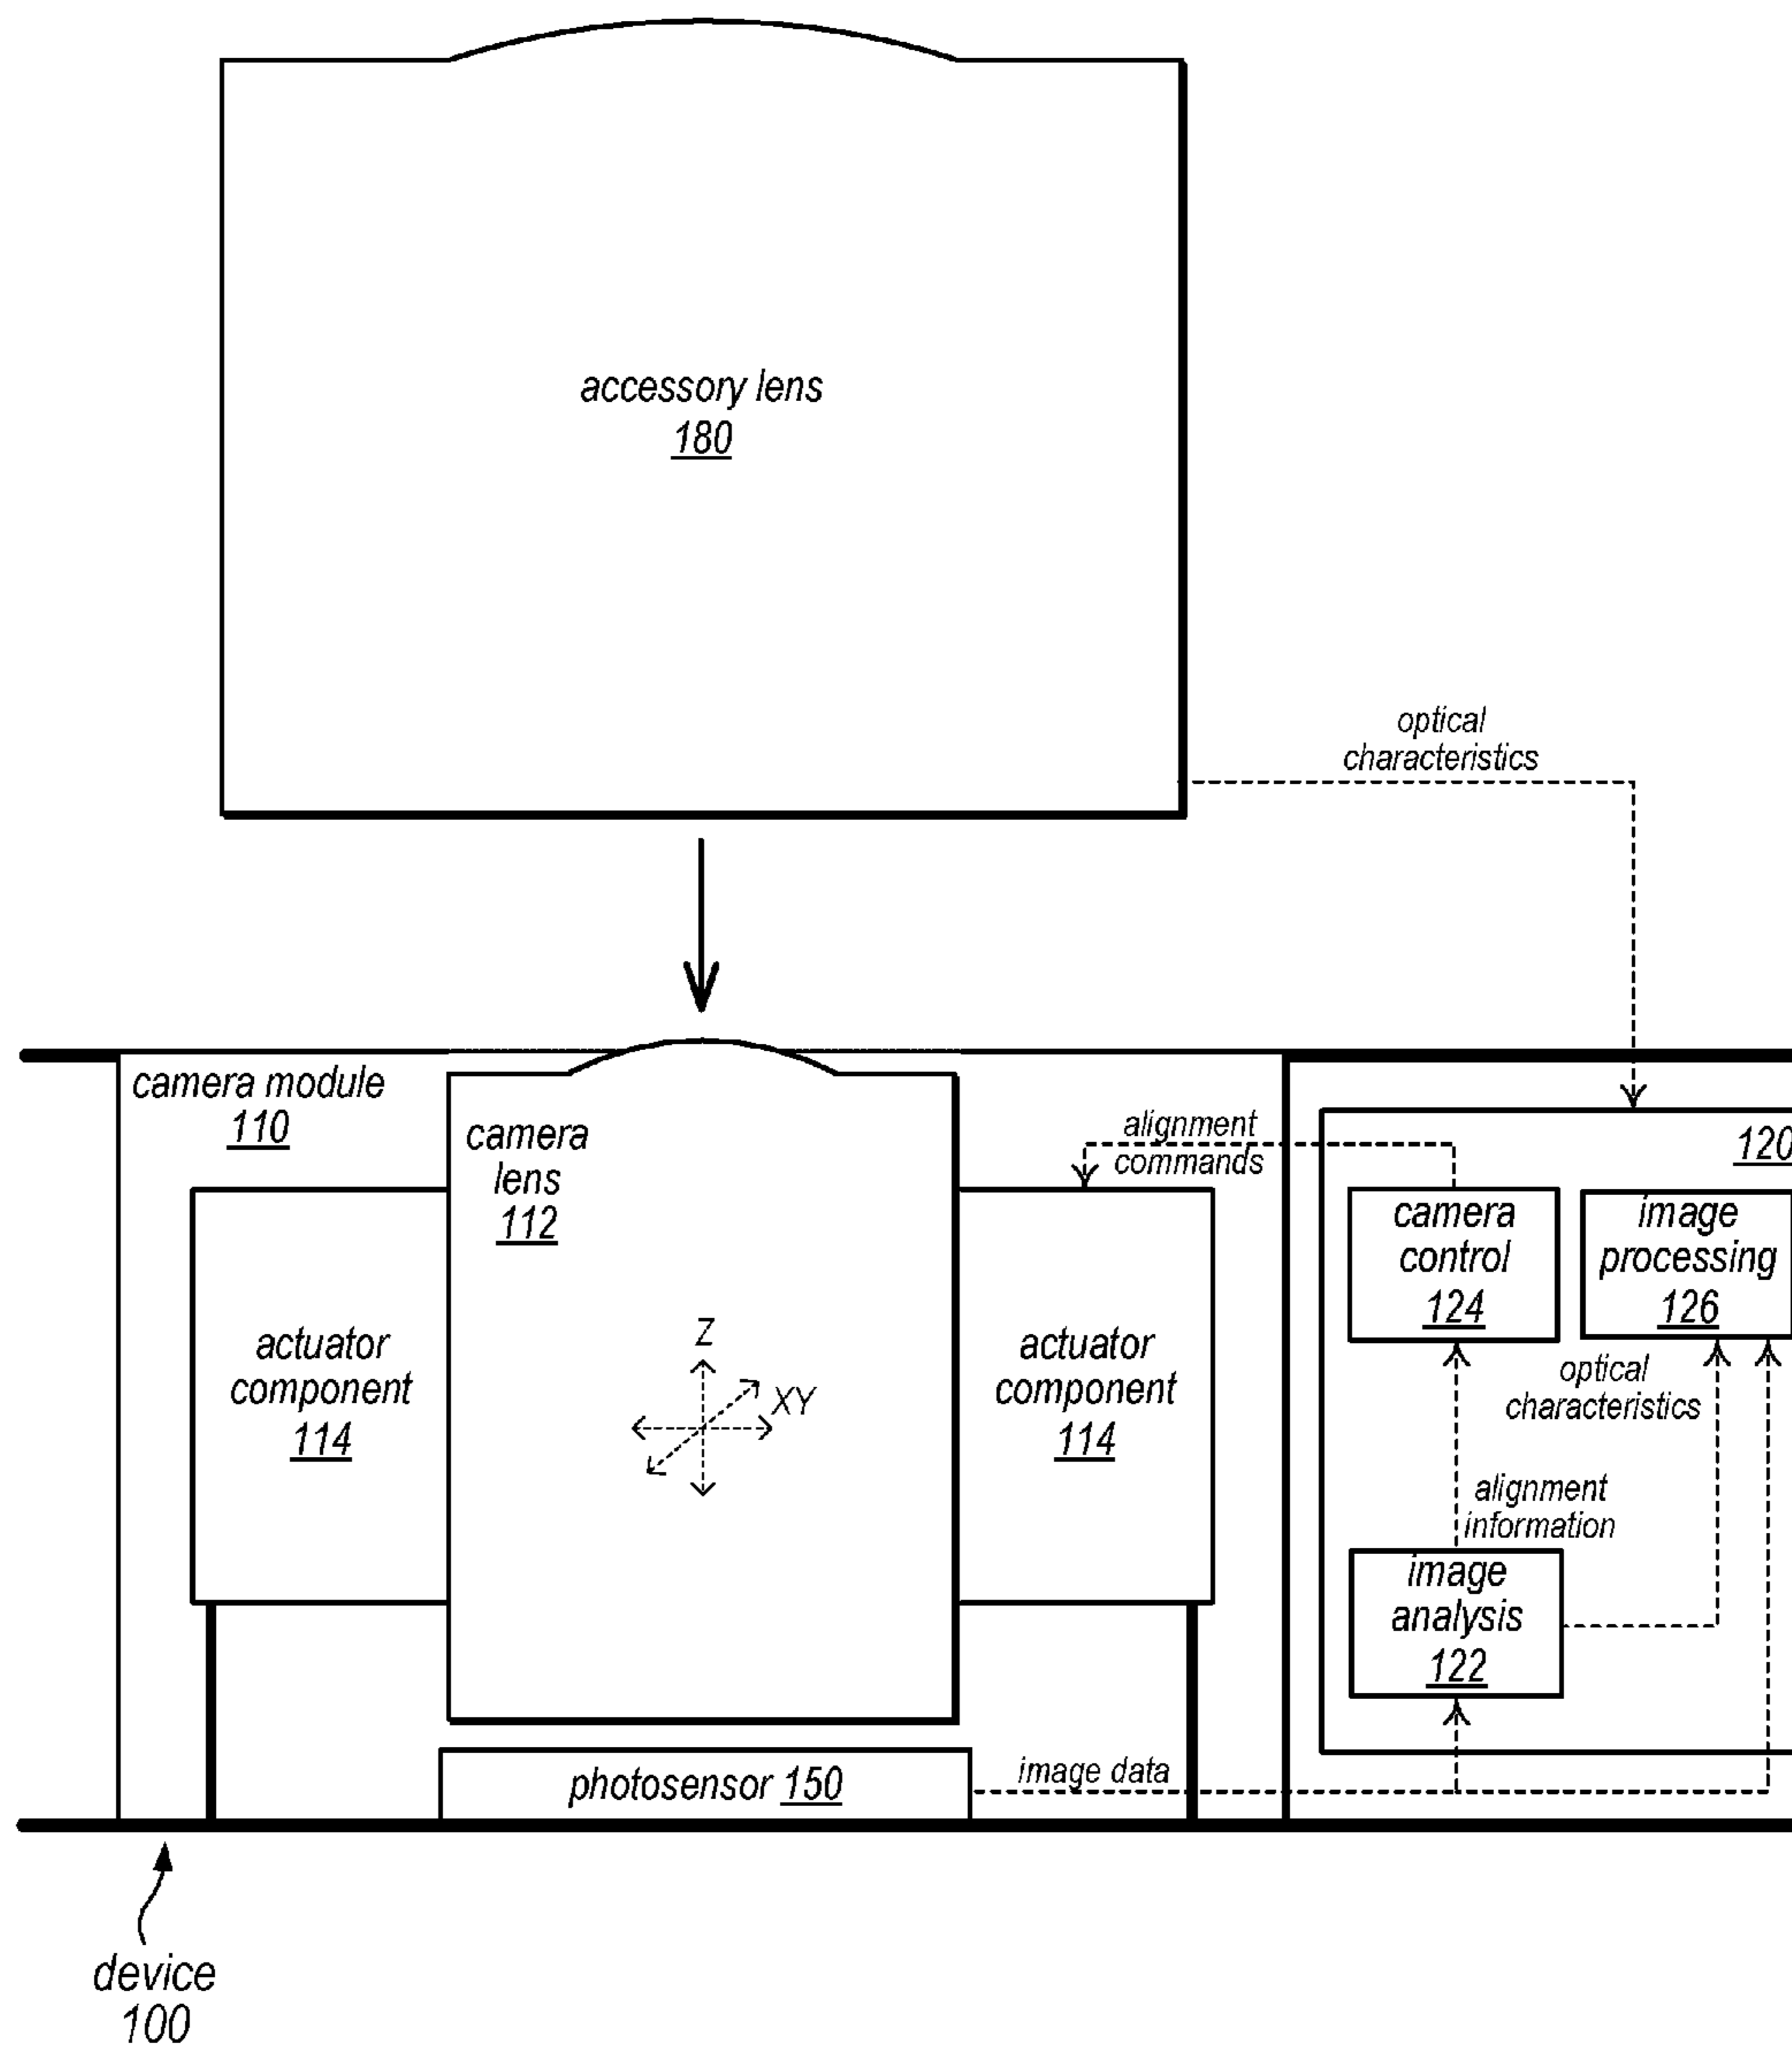 accessory lens
180
optical
characteristics
camera module
110
camera
lens
112
alignment
commands
120
camera
control
124
image
processing
126
actuator
component
114
Z
XY
actuator
component
114
optical
characteristics
alignment
information
image
analysis
122
photosensor 150
image data
device
100